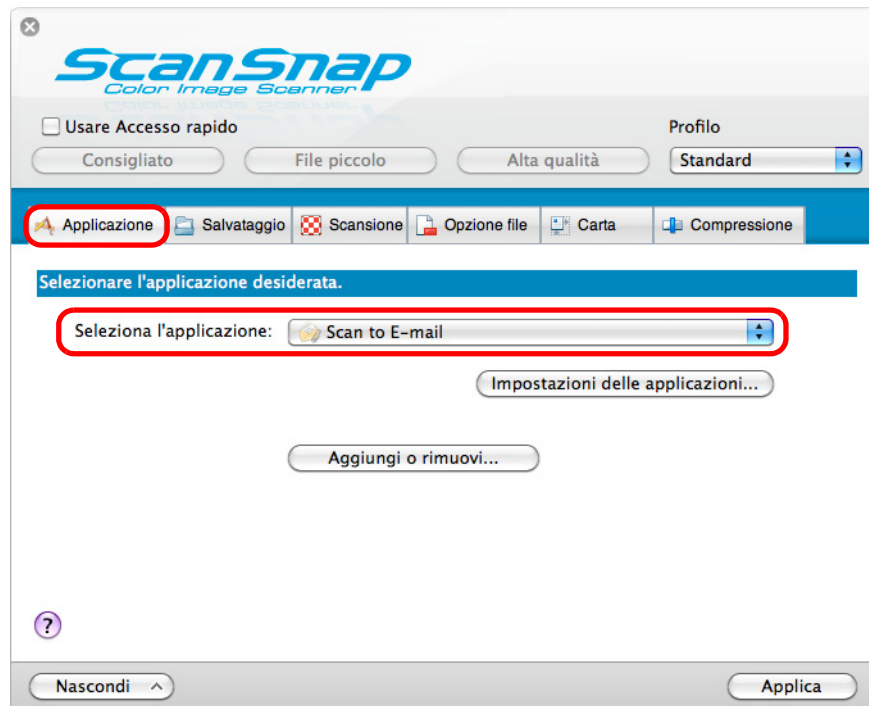 ScanSnap
Color Image Scanner
Usare Accesso rapido
Profilo
Consigliato
File piccolo
Alta qualità
Standard
Applicazione
Salvataggio
Scansione
Opzione file
Carta
Compressione
Selezionare l'applicazione desiderata.
Seleziona l'applicazione: Scan to E-mail
Impostazioni delle applicazioni...
Aggiungi o rimuovi...
?
Nascondi
Applica